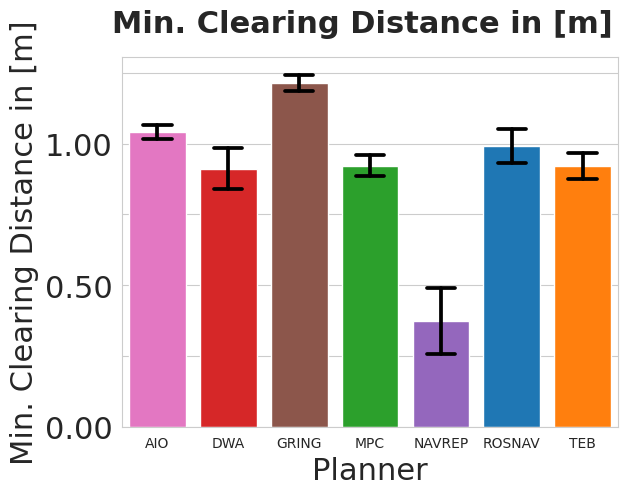 Min. Clearing Distance in [m]
Min. Clearing Distance in [m]
1.00
0.50
0.00
AIO DWA GRING MPC NAVREP ROSNAV TEB
Planner